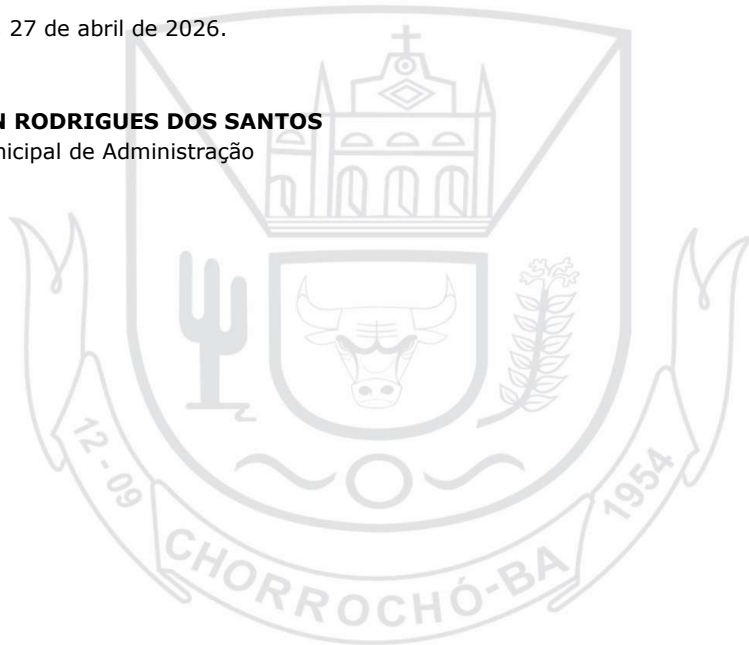 27 de abril de 2026.
N RODRIGUES DOS SANTOS
nicipal de Administração
12-09
1954
CHORROCHÓ-BA